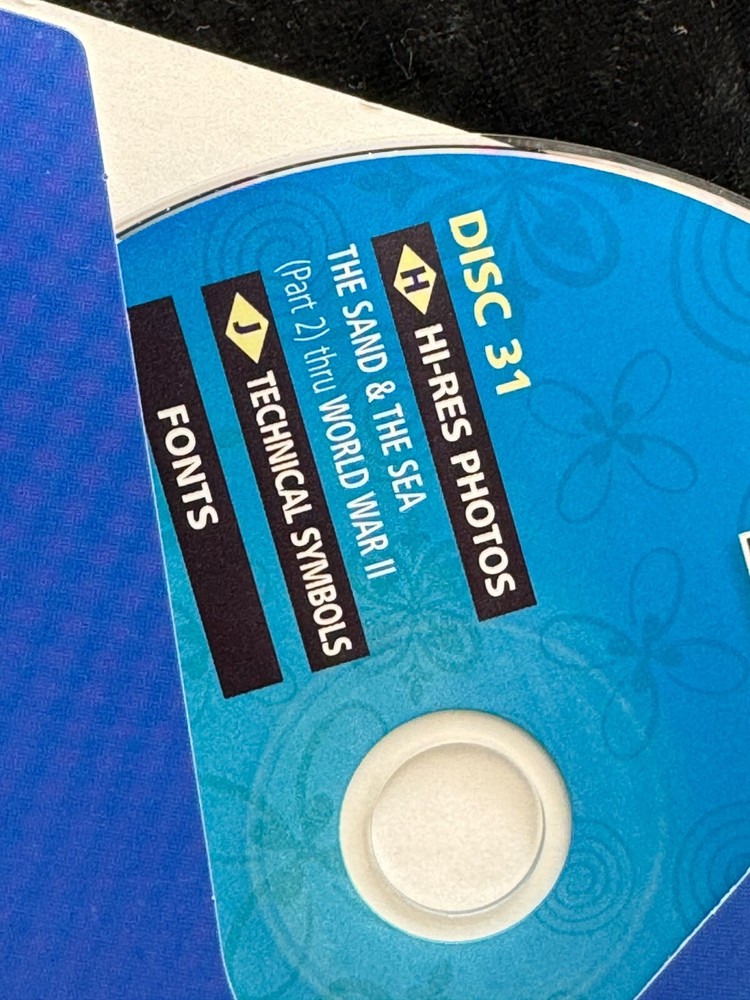 DISC 31
H HI-RES PHOTOS
THE SAND & THE SEA
(Part 2) thru WORLD WAR II
J TECHNICAL SYMBOLS
FONTS